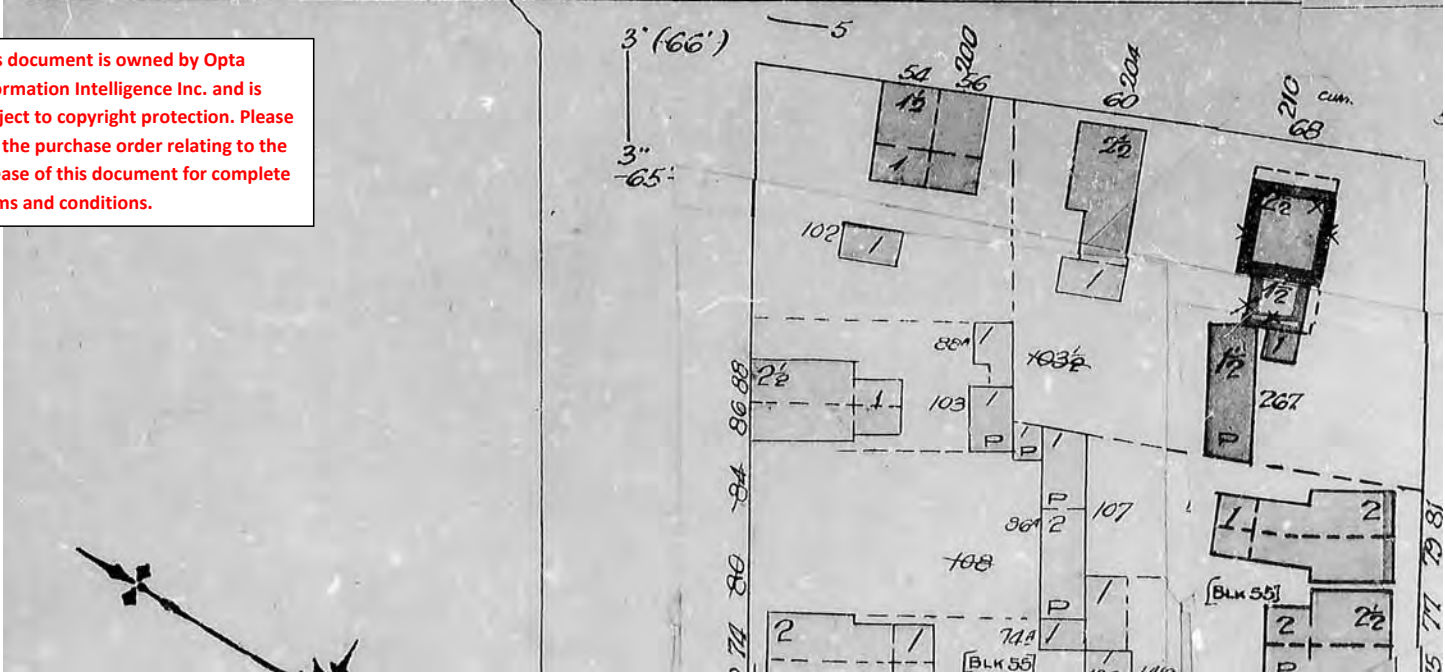 s document is owned by Opta
ormation Intelligence Inc. and is
ject to copyright protection. Please
the purchase order relating to the
ease of this document for complete
ms and conditions.
3" (66')
5
3"
65'
54 56 200
60 204
68 210 cum.
1½
1
2½
2½
102 1
1
1½
1
88A 1
103½
1½
267
P
86 88
2½
1
103 1
P
1
P
1
P
84
96A 2
107
1 2
79 81
80
108
P
1
[BLK 55]
74
2
1
74A 1
[BLK 55]
2 2½
P
77